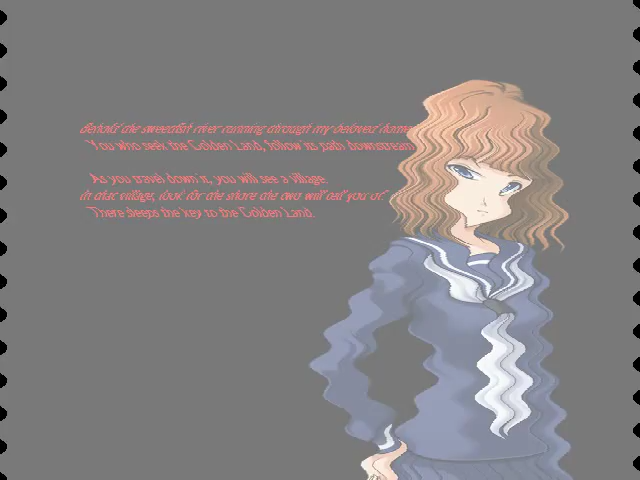 Behold the sweetfish river running through my beloved home
You who seek the Golden Land, follow its path downstream
As you travel down it, you will see a village.
In that village, look for the shore the two will tell you of
There sleeps the key to the Golden Land.